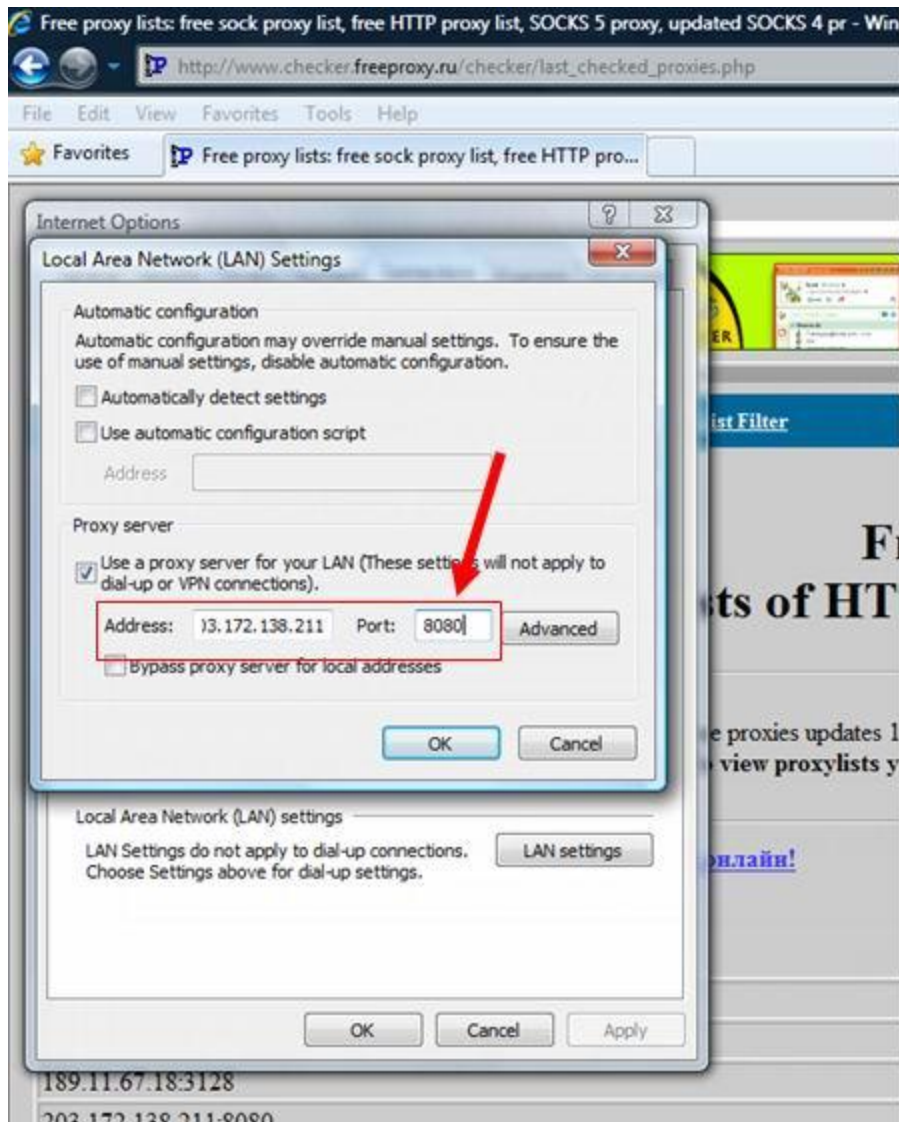 Free proxy lists: free sock proxy list, free HTTP proxy list, SOCKS 5 proxy, updated SOCKS 4 pr - Win
http://www.checker.freeproxy.ru/checker/last_checked_proxies.php
File Edit View Favorites Tools Help
Favorites
Free proxy lists: free sock proxy list, free HTTP pro...
Internet Options
Local Area Network (LAN) Settings
Automatic configuration
Automatic configuration may override manual settings. To ensure the
use of manual settings, disable automatic configuration.
Automatically detect settings
Use automatic configuration script
Address
Proxy server
Use a proxy server for your LAN (These settings will not apply to
dial-up or VPN connections).
Address: 03.172.138.211 Port: 8080 Advanced
Bypass proxy server for local addresses
OK Cancel
Local Area Network (LAN) settings
LAN Settings do not apply to dial-up connections.
Choose Settings above for dial-up settings.
LAN settings
OK Cancel Apply
ER
ist Filter
Fr
ts of HT
e proxies updates 1
view proxylists y
онлайн!
189.11.67.18:3128
203.172.138.211:8080